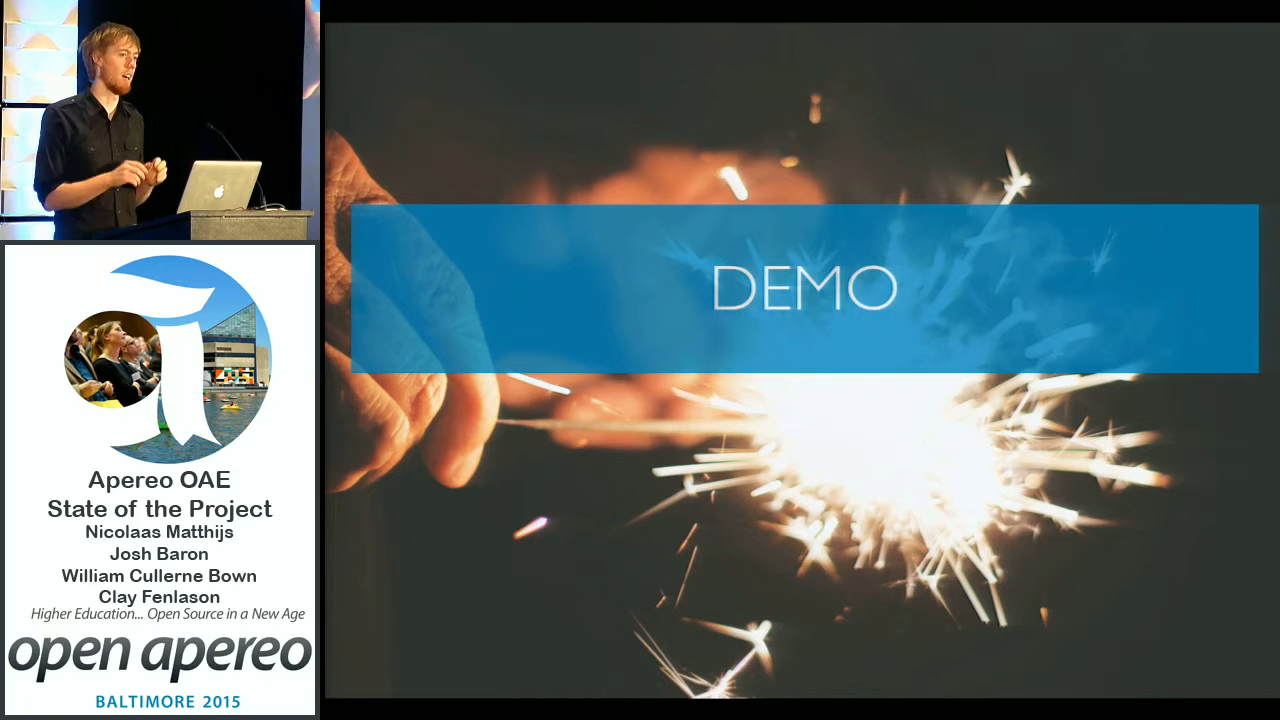 DEMO
Apereo OAE
State of the Project
Nicolaas Matthijs
Josh Baron
William Cullerne Bown
Clay Fenlason
Higher Education... Open Source in a New Age
open apereo
BALTIMORE 2015